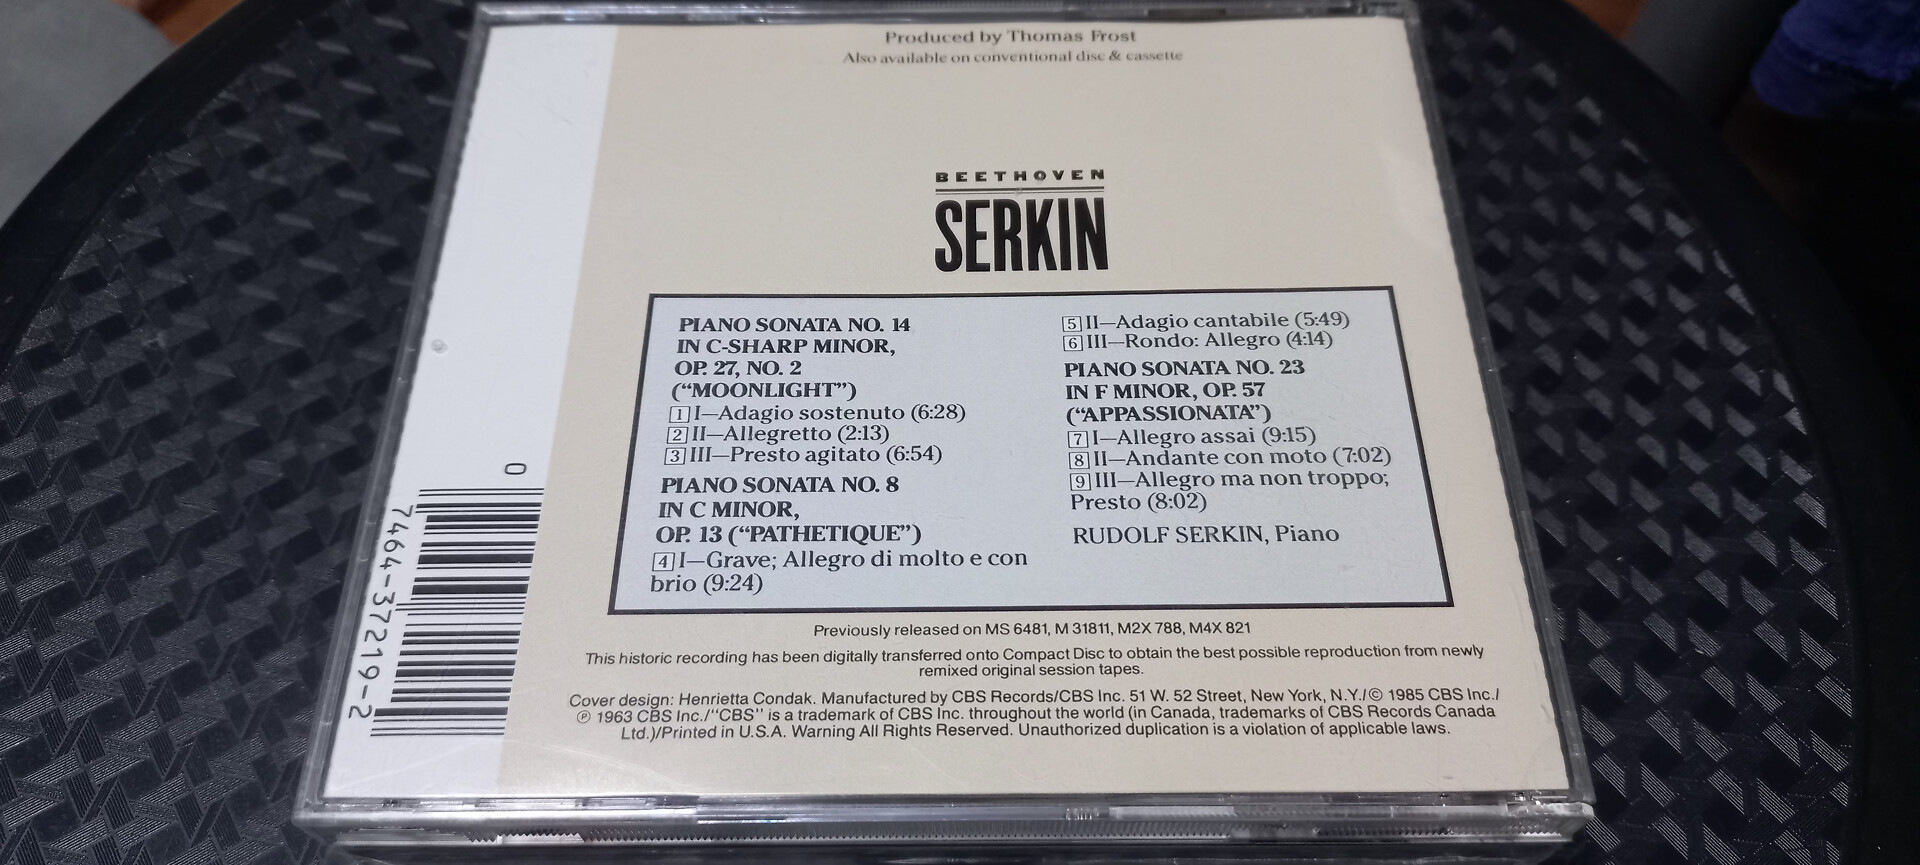 Produced by Thomas Frost
Also available on conventional disc & cassette
BEETHOVEN
SERKIN
PIANO SONATA NO. 14
IN C-SHARP MINOR,
OP. 27, NO. 2
(“MOONLIGHT”)
1 I—Adagio sostenuto (6:28)
2 II—Allegretto (2:13)
3 III—Presto agitato (6:54)
PIANO SONATA NO. 8
IN C MINOR,
OP. 13 (“PATHETIQUE”)
4 I—Grave; Allegro di molto e con
brio (9:24)
5 II—Adagio cantabile (5:49)
6 III—Rondo: Allegro (4:14)
PIANO SONATA NO. 23
IN F MINOR, OP. 57
(“APPASSIONATA”)
7 I—Allegro assai (9:15)
8 II—Andante con moto (7:02)
9 III—Allegro ma non troppo;
Presto (8:02)
RUDOLF SERKIN, Piano
Previously released on MS 6481, M 31811, M2X 788, M4X 821
This historic recording has been digitally transferred onto Compact Disc to obtain the best possible reproduction from newly
remixed original session tapes.
Cover design: Henrietta Condak. Manufactured by CBS Records/CBS Inc. 51 W. 52 Street, New York, N.Y./© 1985 CBS Inc./
℗ 1963 CBS Inc./"CBS" is a trademark of CBS Inc. throughout the world (in Canada, trademarks of CBS Records Canada
Ltd.)/Printed in U.S.A. Warning All Rights Reserved. Unauthorized duplication is a violation of applicable laws.
0
7464-37219-2